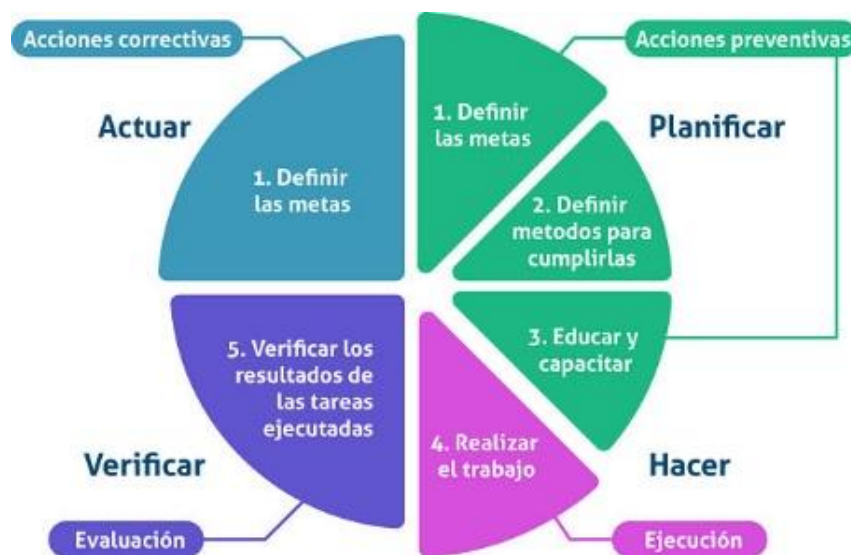 Acciones correctivas
Acciones preventivas
Actuar
Planificar
1. Definir
las metas
1. Definir
las metas
2. Definir
metodos para
cumplirlas
3. Educar y
capacitar
5. Verificar los
resultados de
las tareas
ejecutadas
4. Realizar
el trabajo
Verificar
Hacer
Evaluación
Ejecución